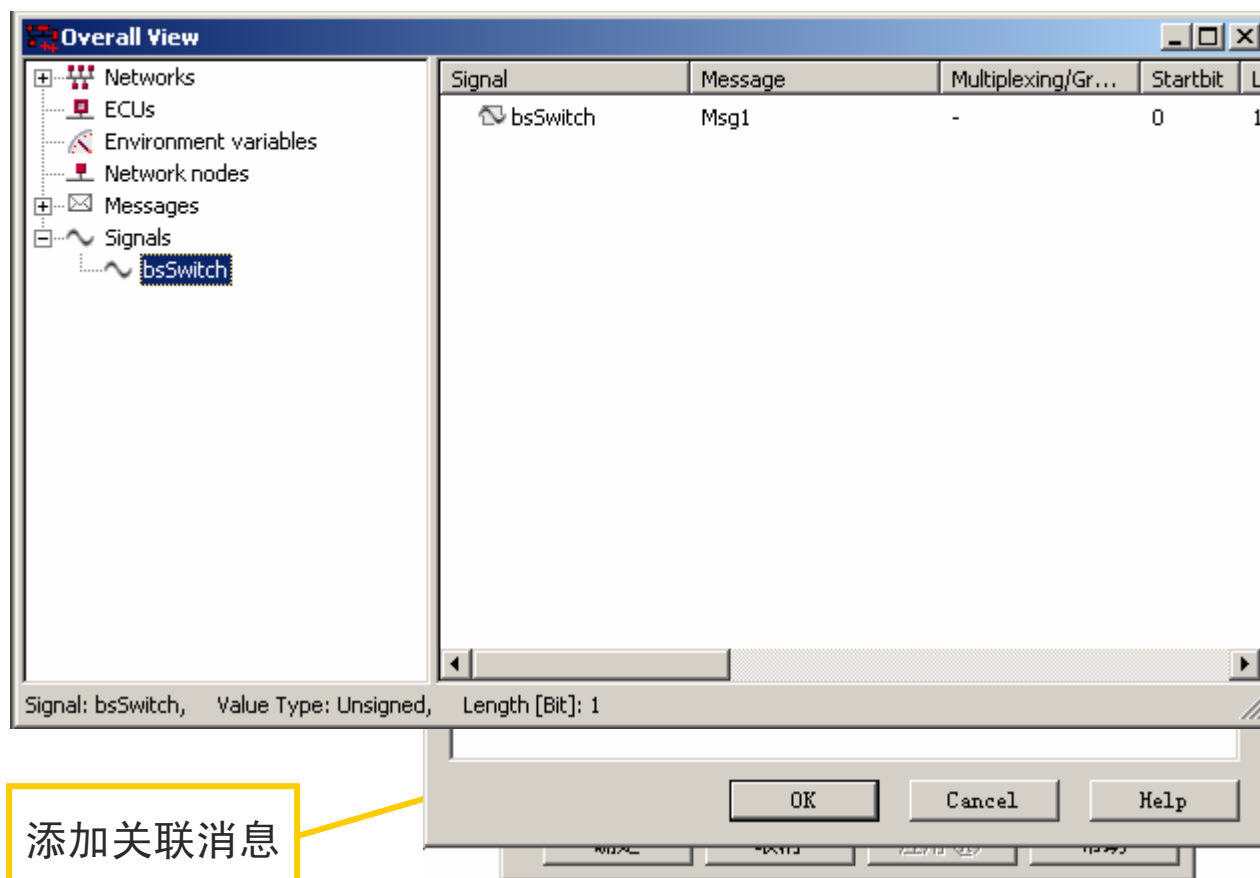 Overall View
Networks
ECUs
Environment variables
Network nodes
Messages
Signals
bsSwitch
Signal Message Multiplexing/Gr... Startbit L
bsSwitch Msg1 - 0 1
Signal: bsSwitch, Value Type: Unsigned, Length [Bit]: 1
OK Cancel Help
添加关联消息